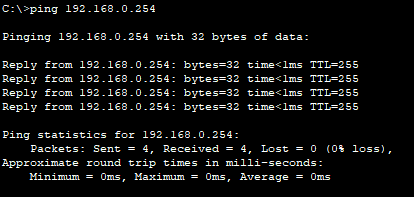 C:\>ping 192.168.0.254
Pinging 192.168.0.254 with 32 bytes of data:
Reply from 192.168.0.254: bytes=32 time<1ms TTL=255
Reply from 192.168.0.254: bytes=32 time<1ms TTL=255
Reply from 192.168.0.254: bytes=32 time<1ms TTL=255
Reply from 192.168.0.254: bytes=32 time<1ms TTL=255
Ping statistics for 192.168.0.254:
Packets: Sent = 4, Received = 4, Lost = 0 (0% loss),
Approximate round trip times in milli-seconds:
Minimum = 0ms, Maximum = 0ms, Average = 0ms